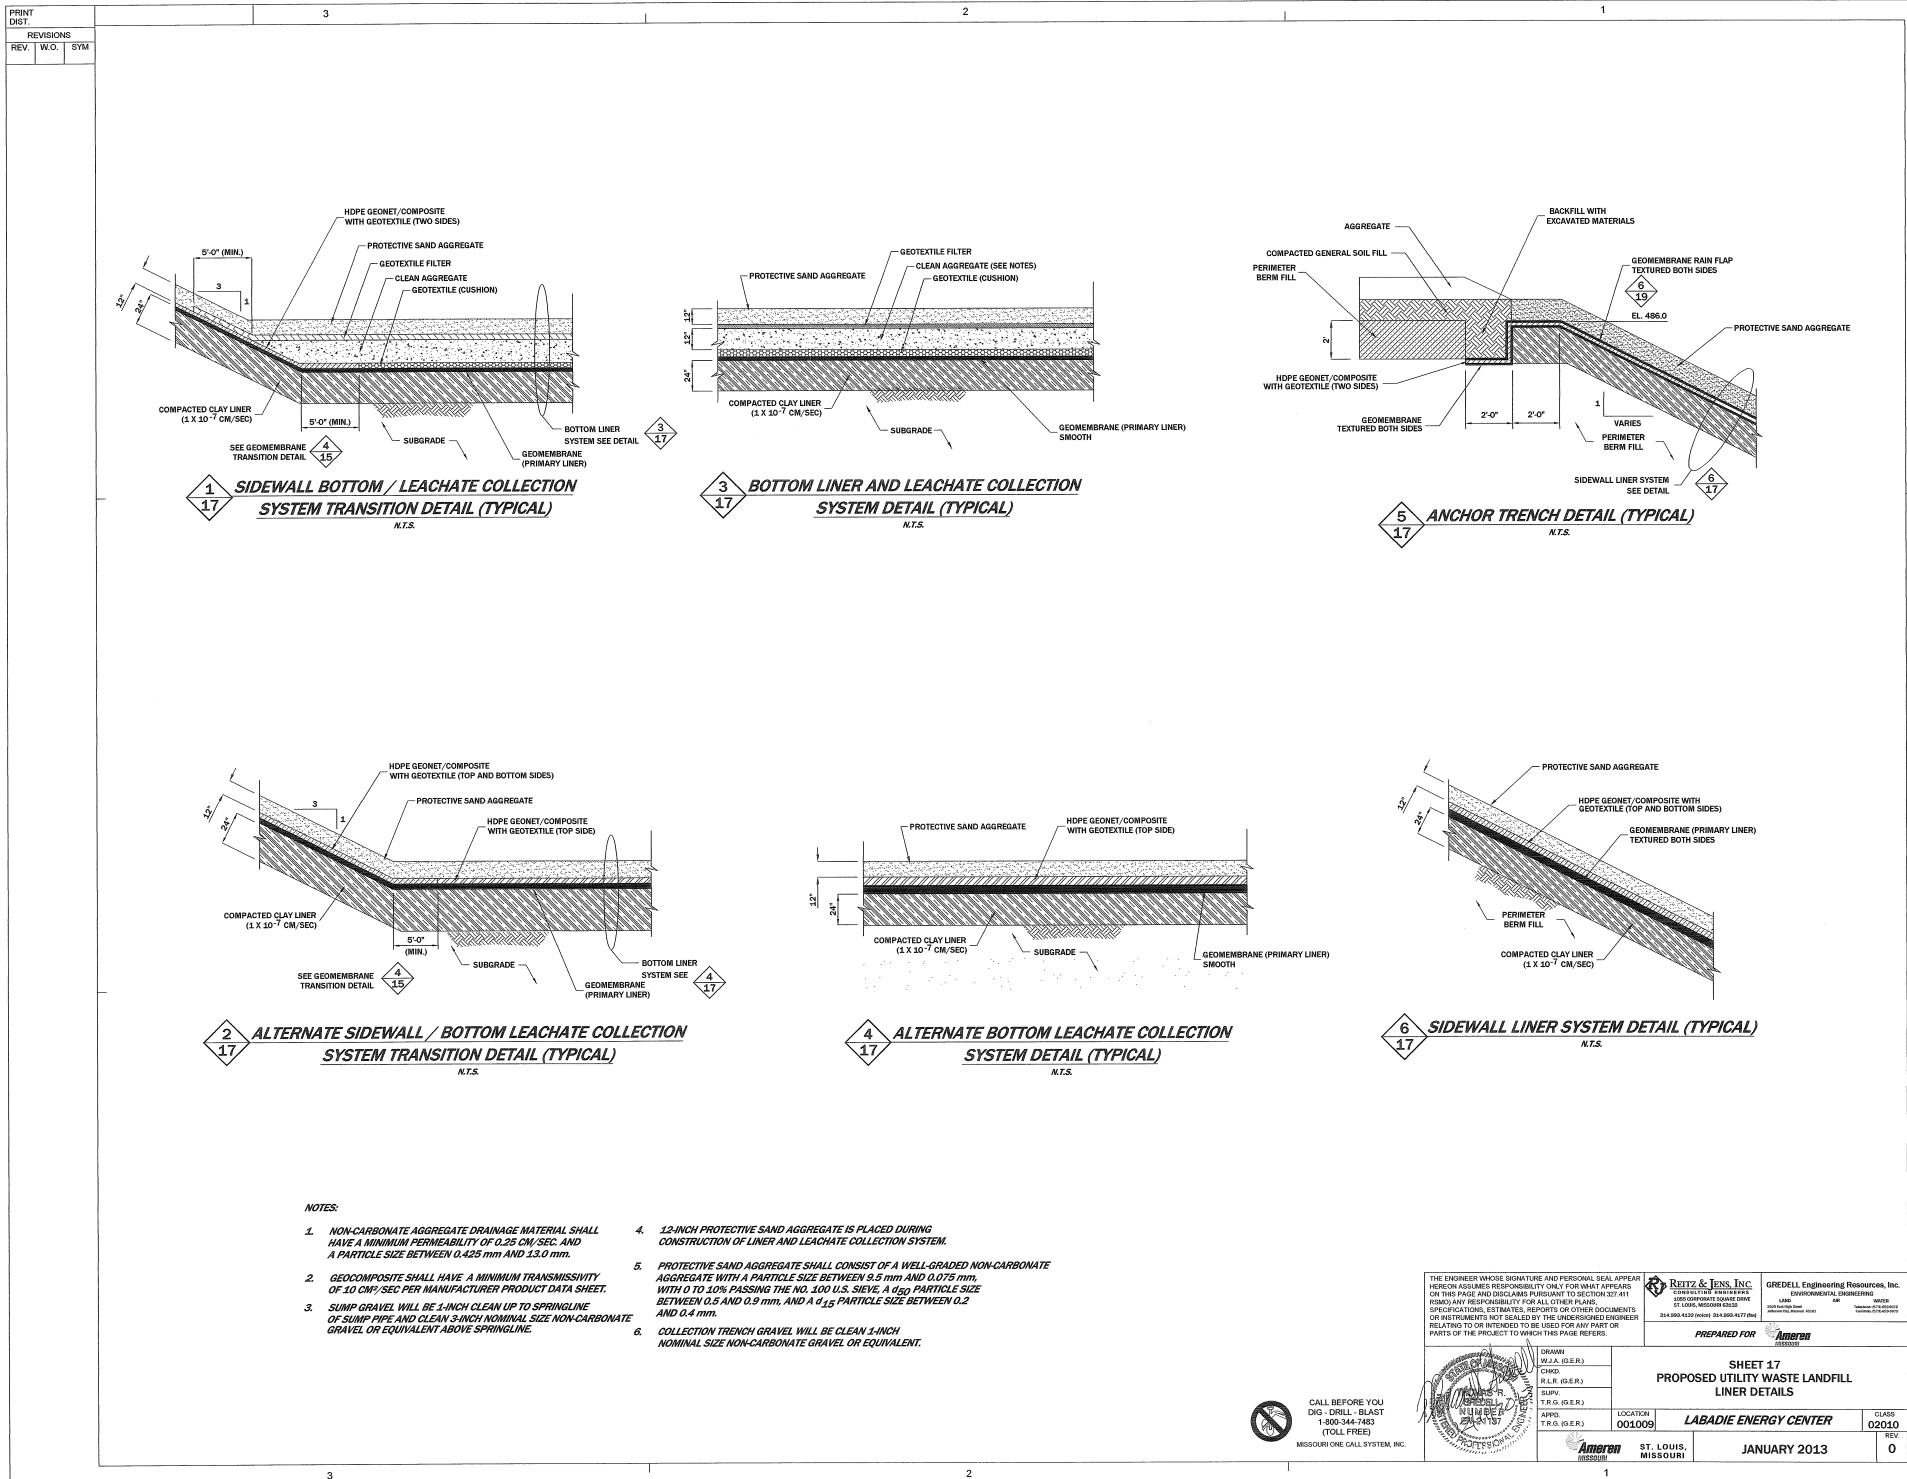 PRINT
DIST.
REVISIONS
REV. W.O. SYM
3
2
1
HDPE GEONET/COMPOSITE
WITH GEOTEXTILE (TWO SIDES)
5'-0" (MIN.)
PROTECTIVE SAND AGGREGATE
GEOTEXTILE FILTER
CLEAN AGGREGATE
GEOTEXTILE (CUSHION)
3
1
12"
24"
COMPACTED CLAY LINER
(1 X 10-7 CM/SEC)
5'-0" (MIN.)
SUBGRADE
SEE GEOMEMBRANE
TRANSITION DETAIL
4
15
BOTTOM LINER
SYSTEM SEE DETAIL
3
17
GEOMEMBRANE
(PRIMARY LINER)
1
17
SIDEWALL BOTTOM / LEACHATE COLLECTION
SYSTEM TRANSITION DETAIL (TYPICAL)
N.T.S.
GEOTEXTILE FILTER
CLEAN AGGREGATE (SEE NOTES)
GEOTEXTILE (CUSHION)
PROTECTIVE SAND AGGREGATE
12"
12"
24"
COMPACTED CLAY LINER
(1 X 10-7 CM/SEC)
SUBGRADE
GEOMEMBRANE (PRIMARY LINER)
SMOOTH
3
17
BOTTOM LINER AND LEACHATE COLLECTION
SYSTEM DETAIL (TYPICAL)
N.T.S.
BACKFILL WITH
EXCAVATED MATERIALS
AGGREGATE
COMPACTED GENERAL SOIL FILL
PERIMETER
BERM FILL
GEOMEMBRANE RAIN FLAP
TEXTURED BOTH SIDES
6
19
EL. 486.0
PROTECTIVE SAND AGGREGATE
2'
HDPE GEONET/COMPOSITE
WITH GEOTEXTILE (TWO SIDES)
GEOMEMBRANE
TEXTURED BOTH SIDES
2'-0"
2'-0"
1
VARIES
PERIMETER
BERM FILL
SIDEWALL LINER SYSTEM
SEE DETAIL
6
17
5
17
ANCHOR TRENCH DETAIL (TYPICAL)
N.T.S.
HDPE GEONET/COMPOSITE
WITH GEOTEXTILE (TOP AND BOTTOM SIDES)
PROTECTIVE SAND AGGREGATE
HDPE GEONET/COMPOSITE
WITH GEOTEXTILE (TOP SIDE)
3
1
12"
24"
COMPACTED CLAY LINER
(1 X 10-7 CM/SEC)
5'-0"
(MIN.)
SUBGRADE
SEE GEOMEMBRANE
TRANSITION DETAIL
4
15
BOTTOM LINER
SYSTEM SEE
4
17
GEOMEMBRANE
(PRIMARY LINER)
2
17
ALTERNATE SIDEWALL / BOTTOM LEACHATE COLLECTION
SYSTEM TRANSITION DETAIL (TYPICAL)
N.T.S.
PROTECTIVE SAND AGGREGATE
HDPE GEONET/COMPOSITE
WITH GEOTEXTILE (TOP SIDE)
12"
24"
COMPACTED CLAY LINER
(1 X 10-7 CM/SEC)
SUBGRADE
GEOMEMBRANE (PRIMARY LINER)
SMOOTH
4
17
ALTERNATE BOTTOM LEACHATE COLLECTION
SYSTEM DETAIL (TYPICAL)
N.T.S.
PROTECTIVE SAND AGGREGATE
HDPE GEONET/COMPOSITE WITH
GEOTEXTILE (TOP AND BOTTOM SIDES)
GEOMEMBRANE (PRIMARY LINER)
TEXTURED BOTH SIDES
12"
24"
PERIMETER
BERM FILL
COMPACTED CLAY LINER
(1 X 10-7 CM/SEC)
6
17
SIDEWALL LINER SYSTEM DETAIL (TYPICAL)
N.T.S.
NOTES:
1. NON-CARBONATE AGGREGATE DRAINAGE MATERIAL SHALL
HAVE A MINIMUM PERMEABILITY OF 0.25 CM/SEC. AND
A PARTICLE SIZE BETWEEN 0.425 mm AND 13.0 mm.
2. GEOCOMPOSITE SHALL HAVE A MINIMUM TRANSMISSIVITY
OF 10 CM²/SEC PER MANUFACTURER PRODUCT DATA SHEET.
3. SUMP GRAVEL WILL BE 1-INCH CLEAN UP TO SPRINGLINE
OF SUMP PIPE AND CLEAN 3-INCH NOMINAL SIZE NON-CARBONATE
GRAVEL OR EQUIVALENT ABOVE SPRINGLINE.
4. 12-INCH PROTECTIVE SAND AGGREGATE IS PLACED DURING
CONSTRUCTION OF LINER AND LEACHATE COLLECTION SYSTEM.
5. PROTECTIVE SAND AGGREGATE SHALL CONSIST OF A WELL-GRADED NON-CARBONATE
AGGREGATE WITH A PARTICLE SIZE BETWEEN 9.5 mm AND 0.075 mm,
WITH 0 TO 10% PASSING THE NO. 100 U.S. SIEVE, A d50 PARTICLE SIZE
BETWEEN 0.5 AND 0.9 mm, AND A d15 PARTICLE SIZE BETWEEN 0.2
AND 0.4 mm.
6. COLLECTION TRENCH GRAVEL WILL BE CLEAN 1-INCH
NOMINAL SIZE NON-CARBONATE GRAVEL OR EQUIVALENT.
CALL BEFORE YOU
DIG - DRILL - BLAST
1-800-344-7483
(TOLL FREE)
MISSOURI ONE CALL SYSTEM, INC.
THE ENGINEER WHOSE SIGNATURE AND PERSONAL SEAL APPEAR
HEREON ASSUMES RESPONSIBILITY ONLY FOR WHAT APPEARS
ON THIS PAGE AND DISCLAIMS PURSUANT TO SECTION 327.411
RSMO) ANY RESPONSIBILITY FOR ALL OTHER PLANS,
SPECIFICATIONS, ESTIMATES, REPORTS OR OTHER DOCUMENTS
OR INSTRUMENTS NOT SEALED BY THE UNDERSIGNED ENGINEER
RELATING TO OR INTENDED TO BE USED FOR ANY PART OR
PARTS OF THE PROJECT TO WHICH THIS PAGE REFERS.
REITZ & JENS, INC.
CONSULTING ENGINEERS
1055 CORPORATE SQUARE DRIVE
ST. LOUIS, MISSOURI 63132
314.993.4132 (voice) 314.993.4177 (fax)
GREDELL Engineering Resources, Inc.
ENVIRONMENTAL ENGINEERING
LAND AIR WATER
PREPARED FOR Ameren
MISSOURI
STATE OF MISSOURI
THOMAS R.
GREDELL
NUMBER
PROFESSIONAL ENGINEER
DRAWN
W.J.A. (G.E.R.)
CHKD.
R.L.R. (G.E.R.)
SUPV.
T.R.G. (G.E.R.)
APPD.
T.R.G. (G.E.R.)
SHEET 17
PROPOSED UTILITY WASTE LANDFILL
LINER DETAILS
LOCATION
001009
LABADIE ENERGY CENTER
CLASS
02010
Ameren
MISSOURI
ST. LOUIS,
MISSOURI
JANUARY 2013
REV.
0
3
2
1